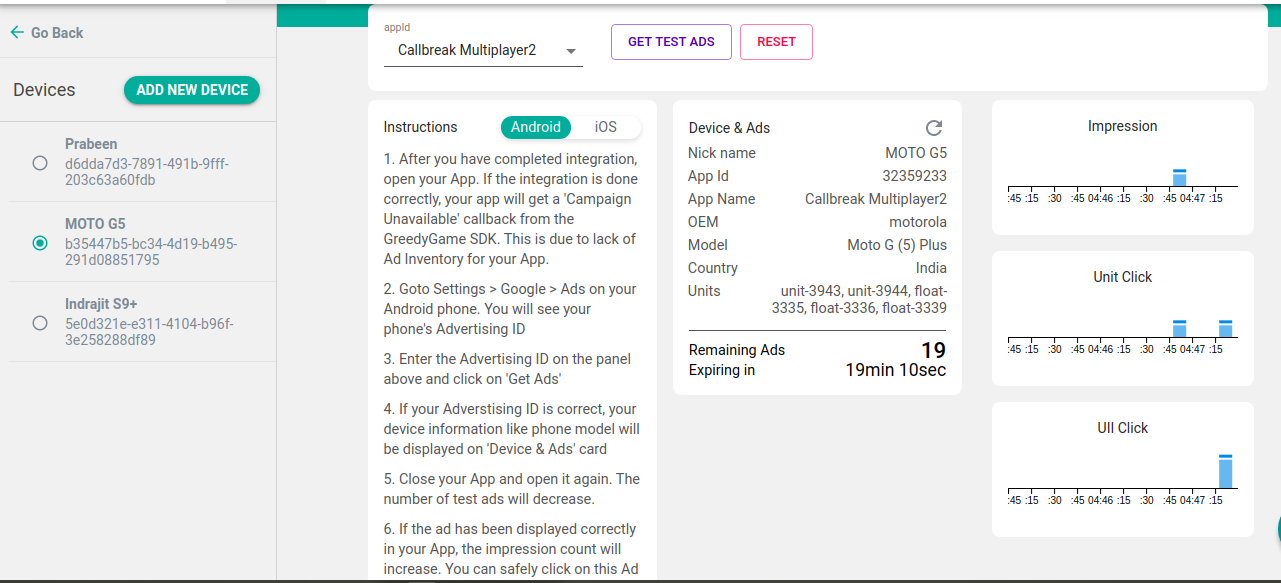 Go Back
Devices
ADD NEW DEVICE
Prabeen
d6dda7d3-7891-491b-9fff-
203c63a60fdb
MOTO G5
b35447b5-bc34-4d19-b495-
291d08851795
Indrajit S9+
5e0d321e-e311-4104-b96f-
3e258288df89
appId
Callbreak Multiplayer2
GET TEST ADS
RESET
Instructions
Android
iOS
1. After you have completed integration,
open your App. If the integration is done
correctly, your app will get a 'Campaign
Unavailable' callback from the
GreedyGame SDK. This is due to lack of
Ad Inventory for your App.
2. Goto Settings > Google > Ads on your
Android phone. You will see your
phone's Advertising ID
3. Enter the Advertising ID on the panel
above and click on 'Get Ads'
4. If your Adverstising ID is correct, your
device information like phone model will
be displayed on 'Device & Ads' card
5. Close your App and open it again. The
number of test ads will decrease.
6. If the ad has been displayed correctly
in your App, the impression count will
increase. You can safely click on this Ad
Device & Ads
Nick name MOTO G5
App Id 32359233
App Name Callbreak Multiplayer2
OEM motorola
Model Moto G (5) Plus
Country India
Units unit-3943, unit-3944, float-
3335, float-3336, float-3339
Remaining Ads 19
Expiring in 19min 10sec
Impression
:45 :15 :30 :45 04:46 :15 :30 :45 04:47 :15
Unit Click
:45 :15 :30 :45 04:46 :15 :30 :45 04:47 :15
UII Click
:45 :15 :30 :45 04:46 :15 :30 :45 04:47 :15